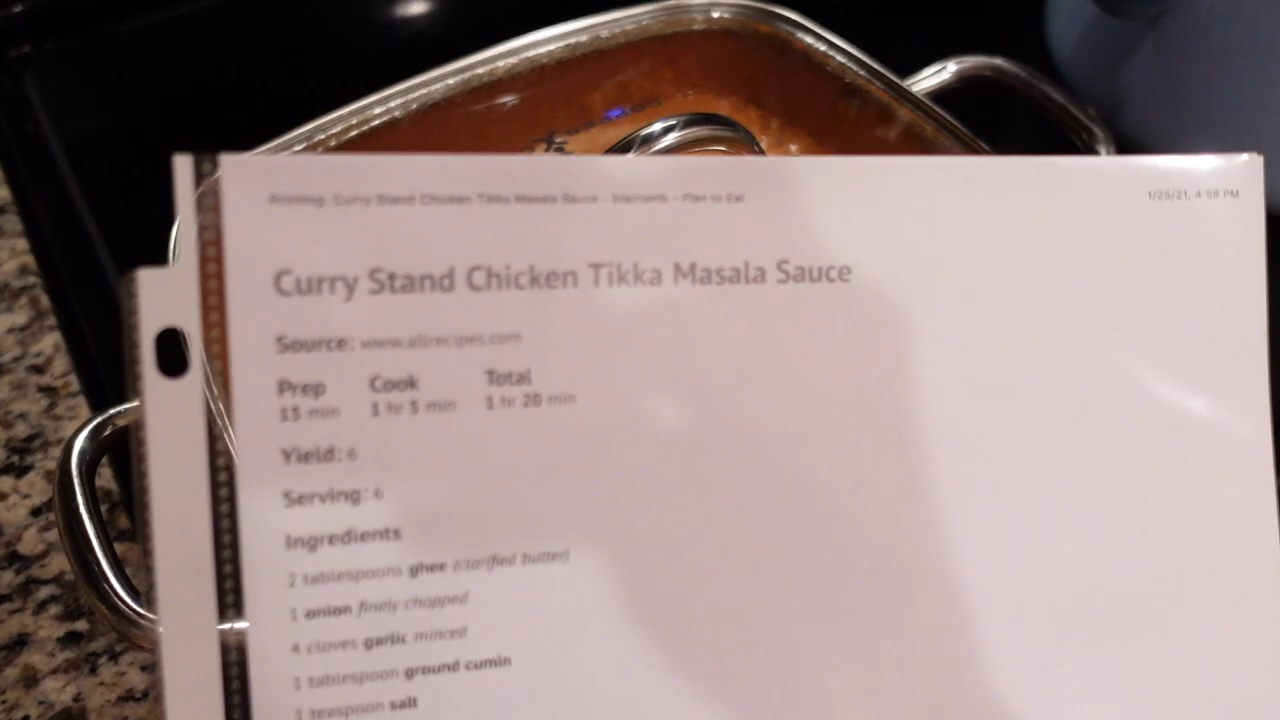 Printing: Curry Stand Chicken Tikka Masala Sauce - - Plan to Eat
1/25/21, 4:58 PM
Curry Stand Chicken Tikka Masala Sauce
Source: www.allrecipes.com
Prep Cook Total
15 min 1 hr 5 min 1 hr 20 min
Yield: 6
Serving: 6
Ingredients
2 tablespoons ghee (clarified butter)
1 onion finely chopped
4 cloves garlic minced
1 tablespoon ground cumin
1 teaspoon salt